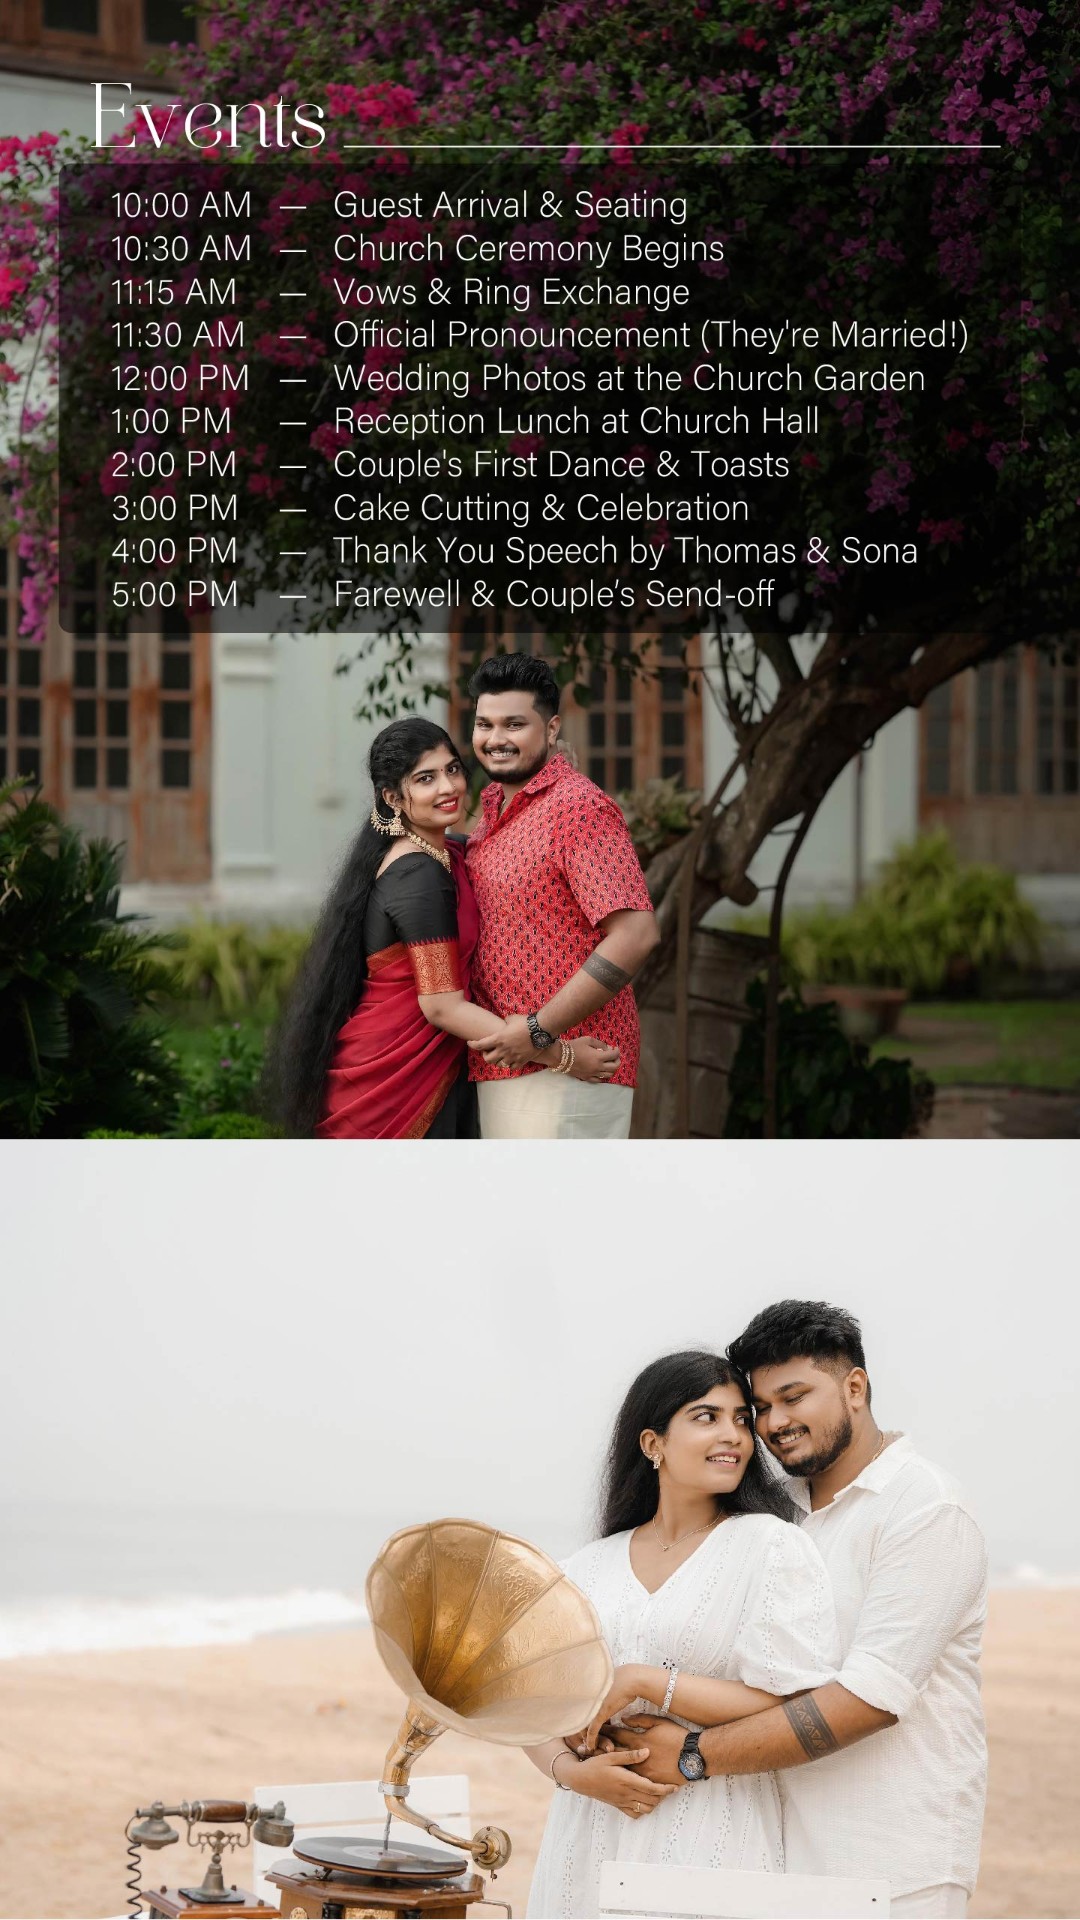 Events
10:00 AM — Guest Arrival & Seating
10:30 AM — Church Ceremony Begins
11:15 AM — Vows & Ring Exchange
11:30 AM — Official Pronouncement (They're Married!)
12:00 PM — Wedding Photos at the Church Garden
1:00 PM — Reception Lunch at Church Hall
2:00 PM — Couple's First Dance & Toasts
3:00 PM — Cake Cutting & Celebration
4:00 PM — Thank You Speech by Thomas & Sona
5:00 PM — Farewell & Couple’s Send-off